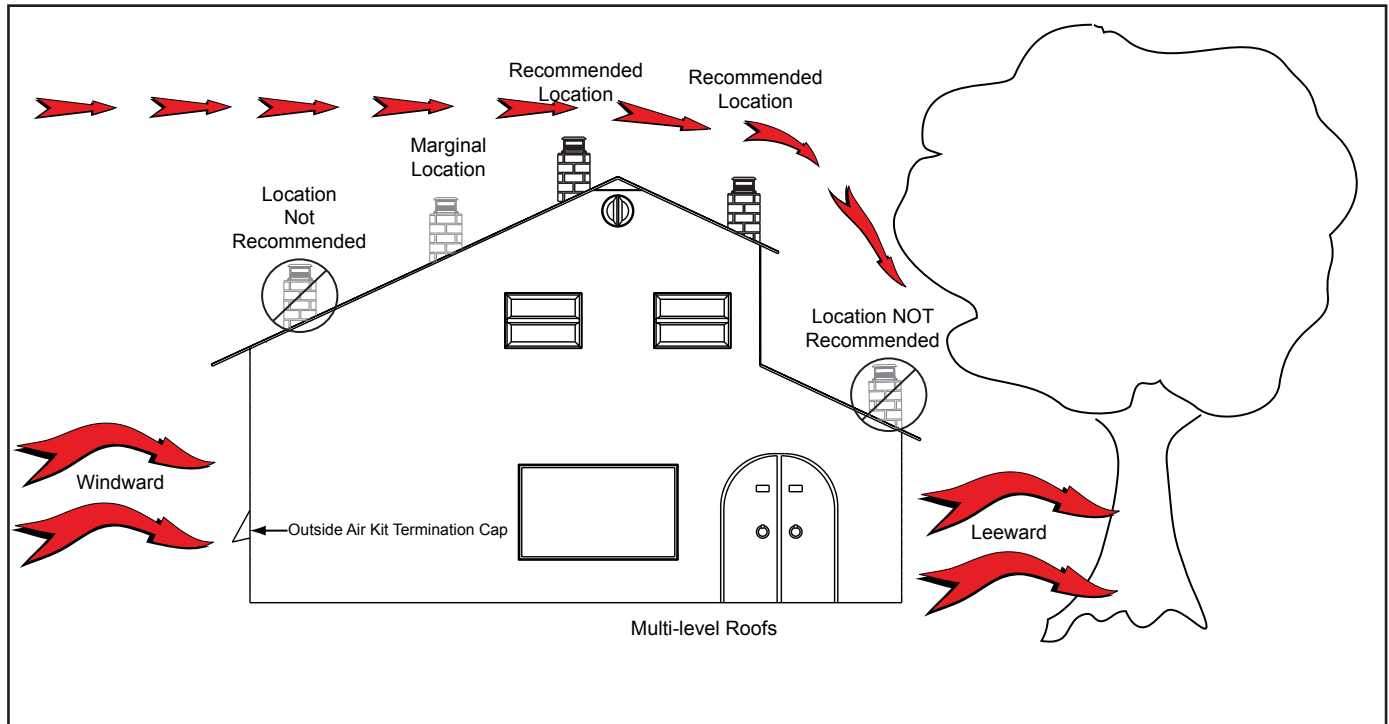 Recommended
Location
Recommended
Location
Marginal
Location
Location
Not
Recommended
Location NOT
Recommended
Windward
Outside Air Kit Termination Cap
Leeward
Multi-level Roofs